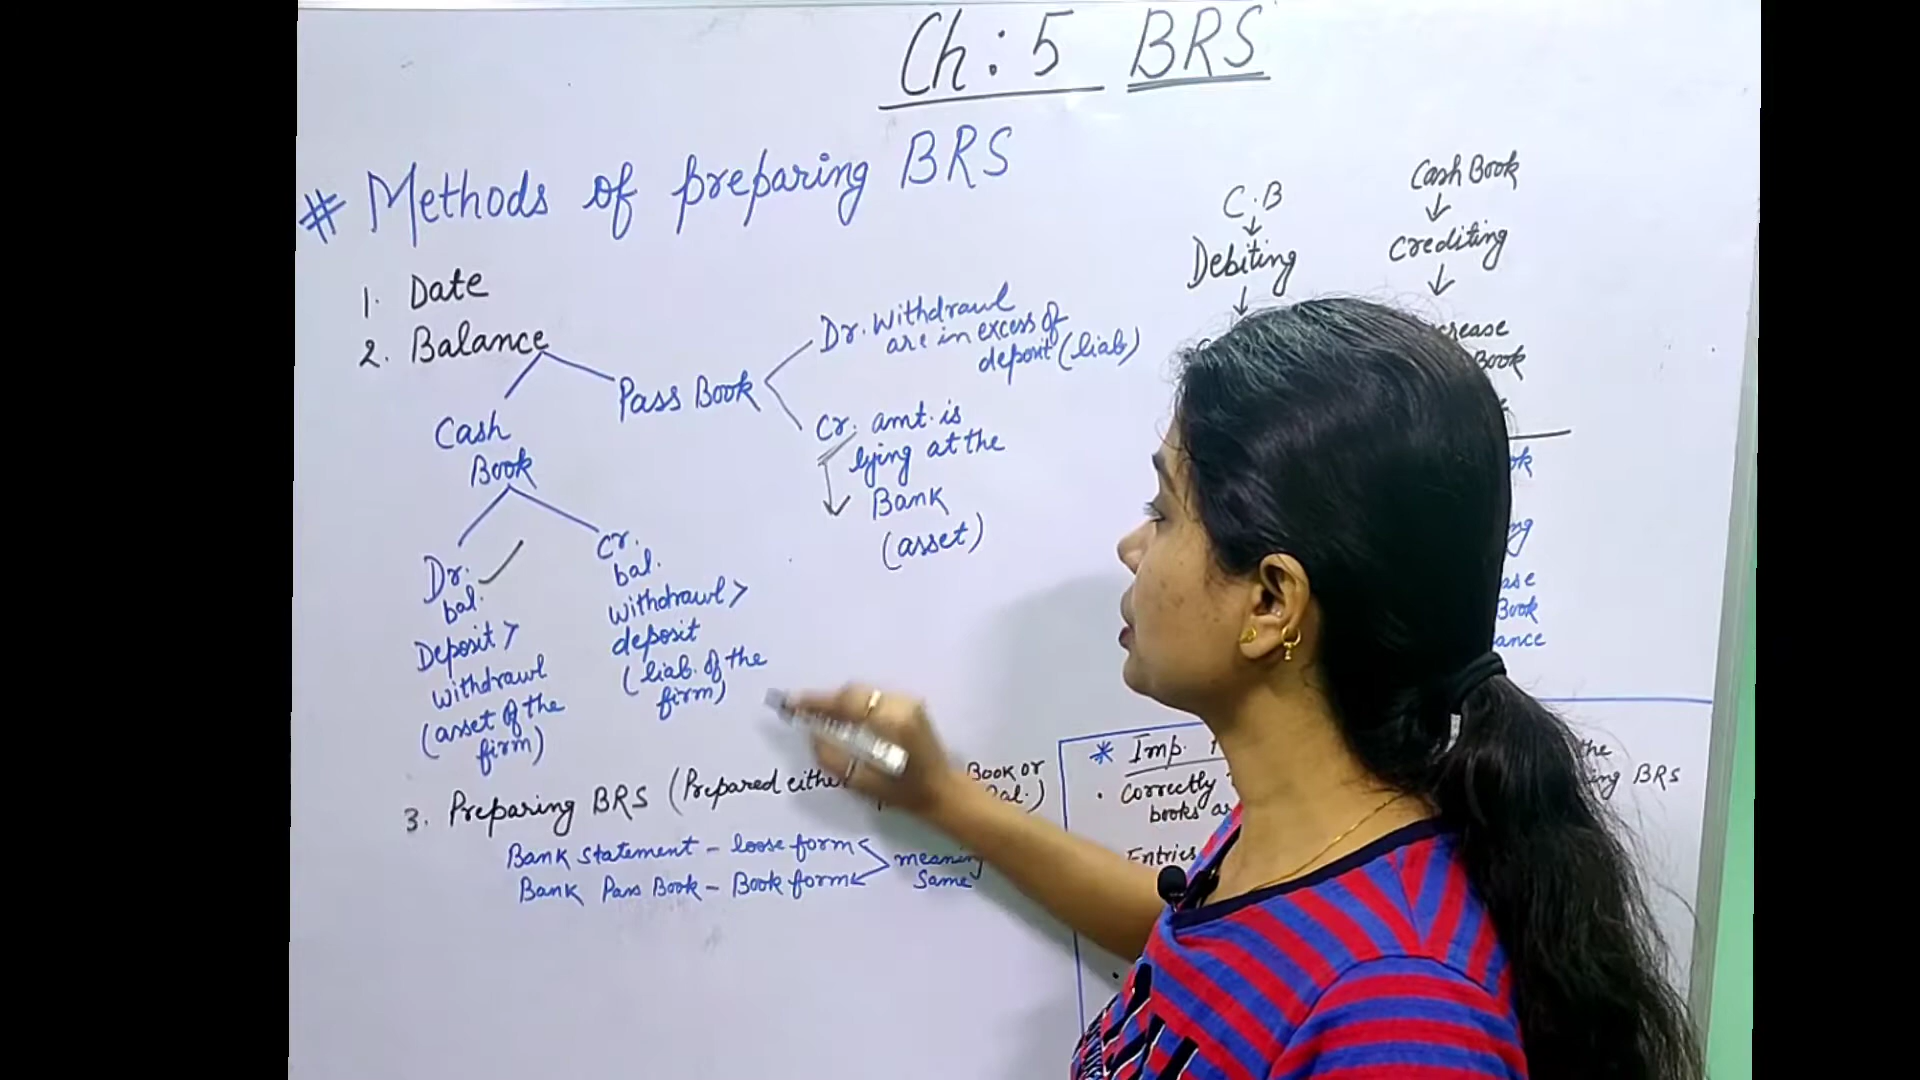 Ch: 5 BRS
# Methods of preparing BRS
1. Date
2. Balance
Cash
Book
Dr.
bal.
Deposit >
withdrawl
(asset of the
firm)
Cr.
bal.
withdrawl >
deposit
(liab. of the
firm)
Pass Book
Dr. withdrawl
are in excess of
deposit (liab)
Cr. amt. is
lying at the
Bank
(asset)
3. Preparing BRS (Prepared either Book or
Bal.)
Bank statement - loose form
Bank Pass Book - Book form
meaning
Same
C.B
Debiting
Cash Book
Crediting
Book
* Imp. the
• Correctly BRS
books
Entries